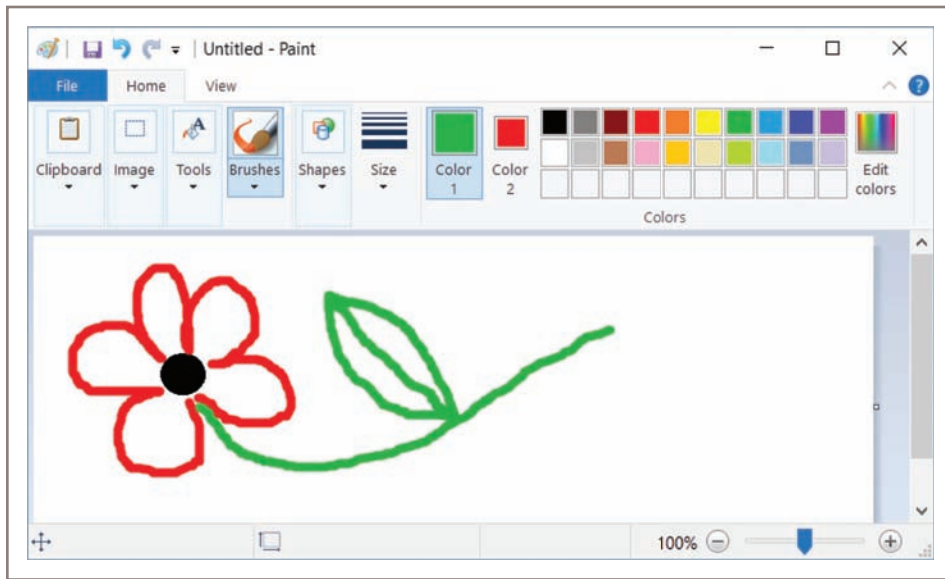 Untitled - Paint
File Home View
Clipboard Image Tools Brushes Shapes Size Color 1 Color 2 Edit colors
Colors
100%